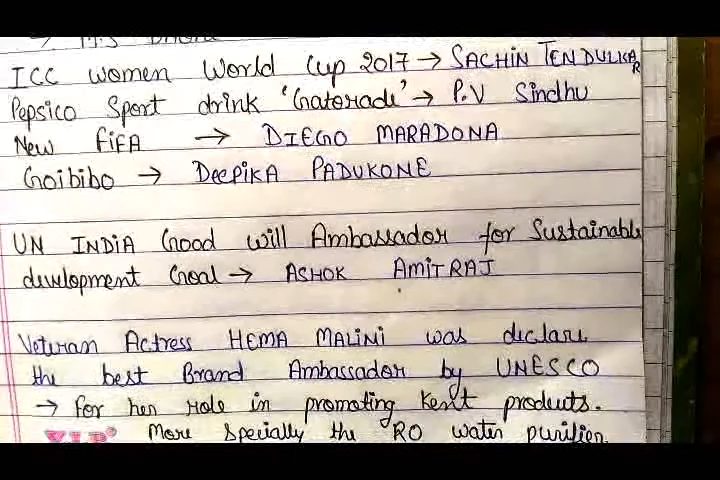 ICC Women World Cup 2017 → SACHIN TENDULKAR
Pepsico Sport drink 'Gatorade' → P.V Sindhu
New FiFA → DIEGO MARADONA
Goibibo → DEEPIKA PADUKONE
UN INDIA Good will Ambassador for Sustainable
development Goal → ASHOK AMITRAJ
Veteran Actress HEMA MALINI was declare
the best Brand Ambassador by UNESCO
→ for her Role in promoting Kent products.
V.I.P More specially the RO water purifier.